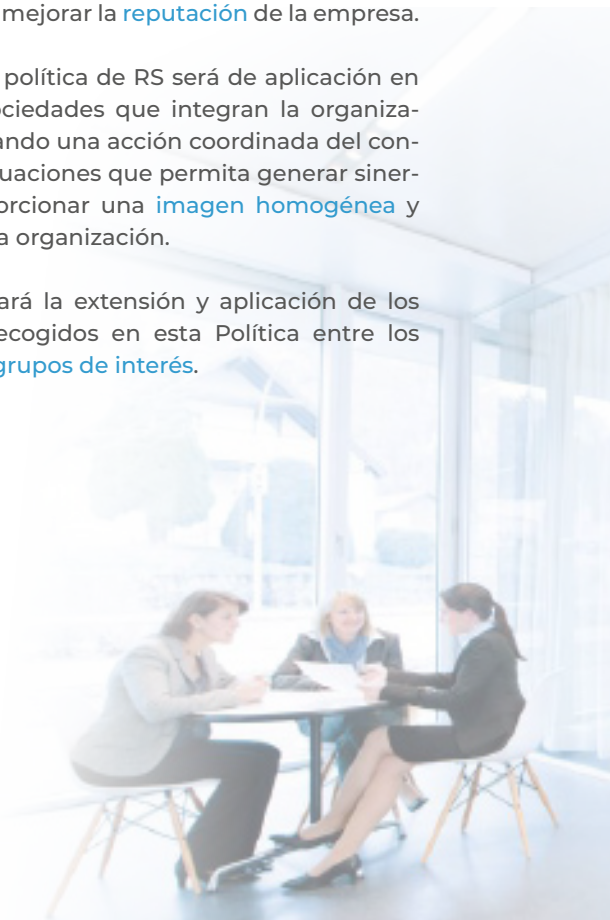 mejorar la reputación de la empresa.
política de RS será de aplicación en
ociedades que integran la organiza-
ando una acción coordinada del con-
uaciones que permita generar siner-
orcionar una imagen homogénea y
a organización.
ará la extensión y aplicación de los
ecogidos en esta Política entre los
grupos de interés.